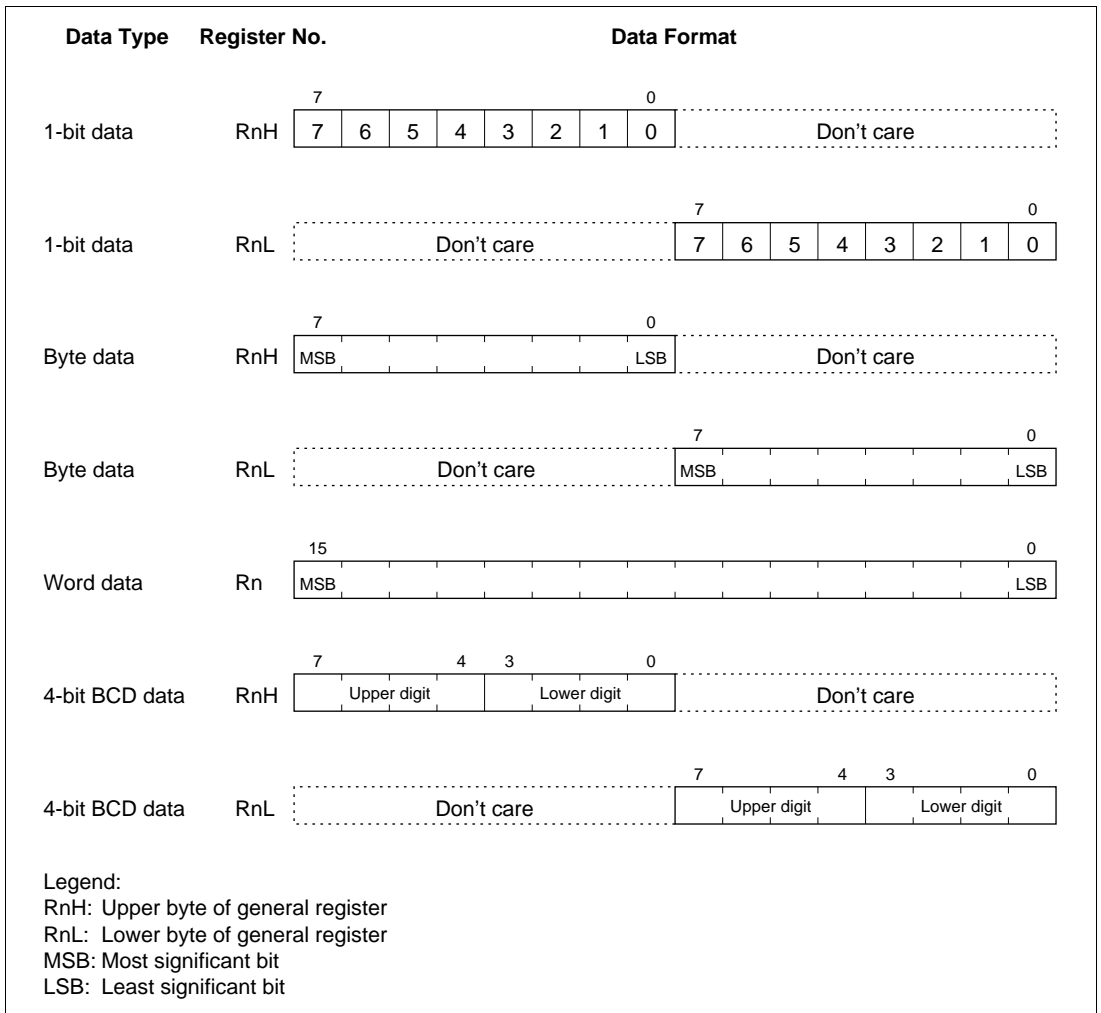 Data Type Register No. Data Format
7 0
1-bit data RnH 7 6 5 4 3 2 1 0 Don't care
7 0
1-bit data RnL Don't care 7 6 5 4 3 2 1 0
7 0
Byte data RnH MSB LSB Don't care
7 0
Byte data RnL Don't care MSB LSB
15 0
Word data Rn MSB LSB
7 4 3 0
4-bit BCD data RnH Upper digit Lower digit Don't care
7 4 3 0
4-bit BCD data RnL Don't care Upper digit Lower digit
Legend:
RnH: Upper byte of general register
RnL: Lower byte of general register
MSB: Most significant bit
LSB: Least significant bit